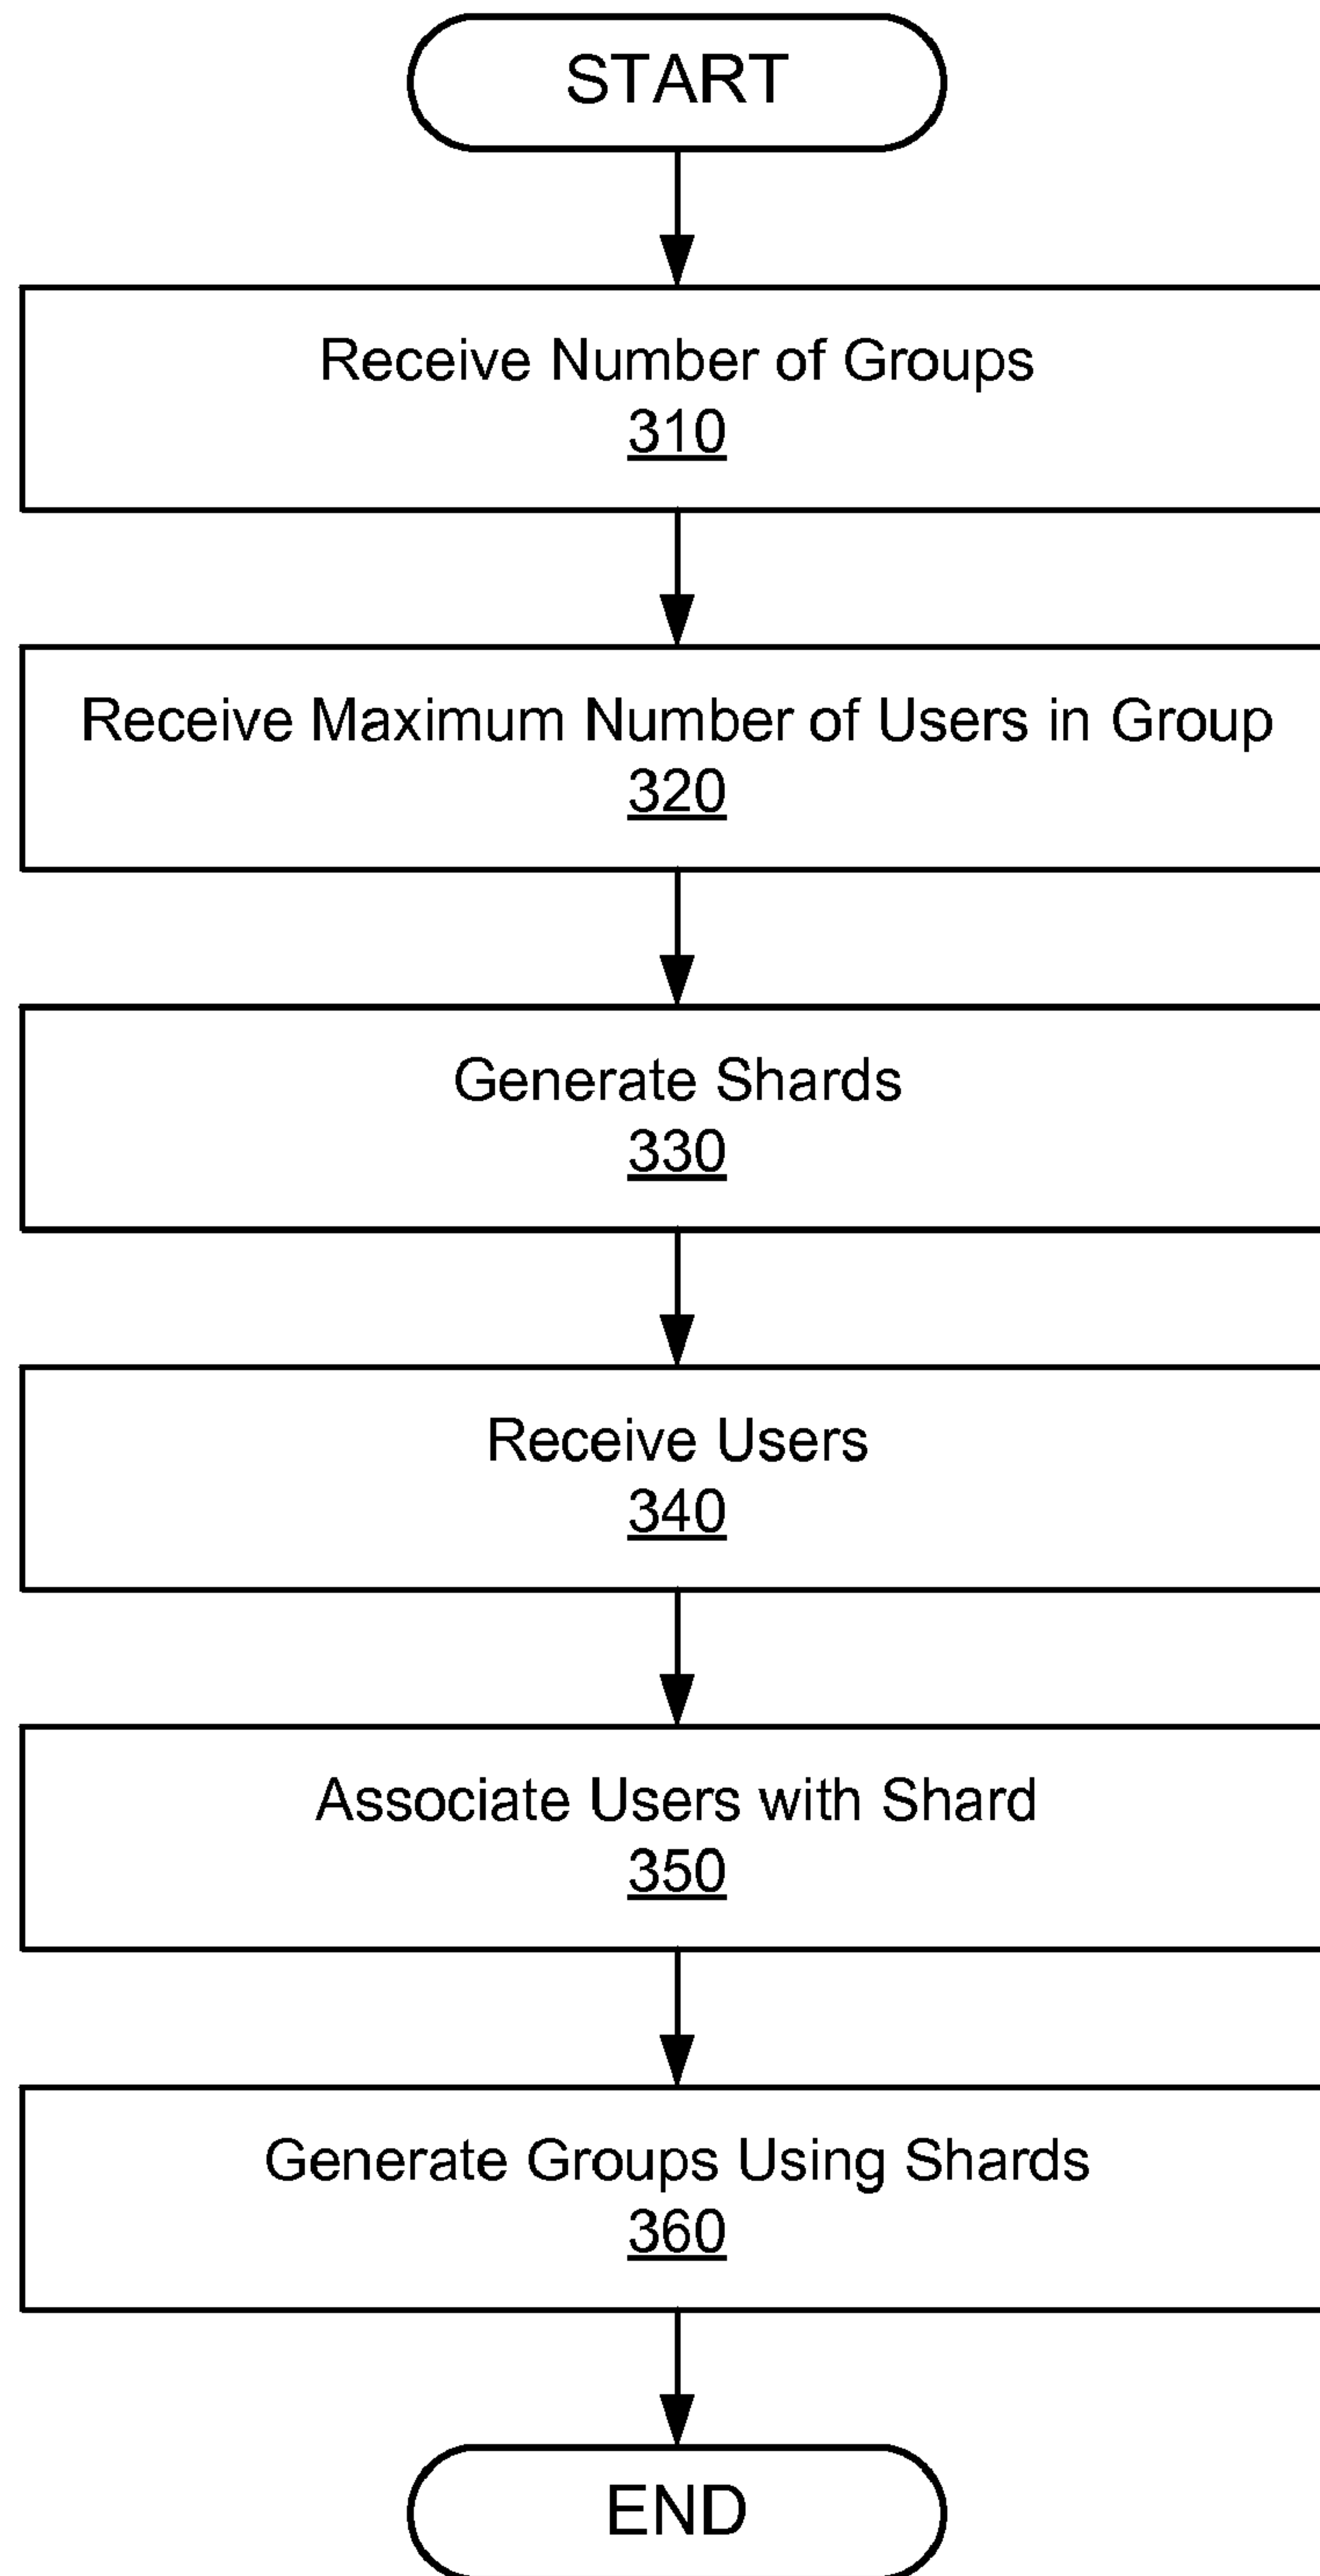 START
Receive Number of Groups
310
Receive Maximum Number of Users in Group
320
Generate Shards
330
Receive Users
340
Associate Users with Shard
350
Generate Groups Using Shards
360
END